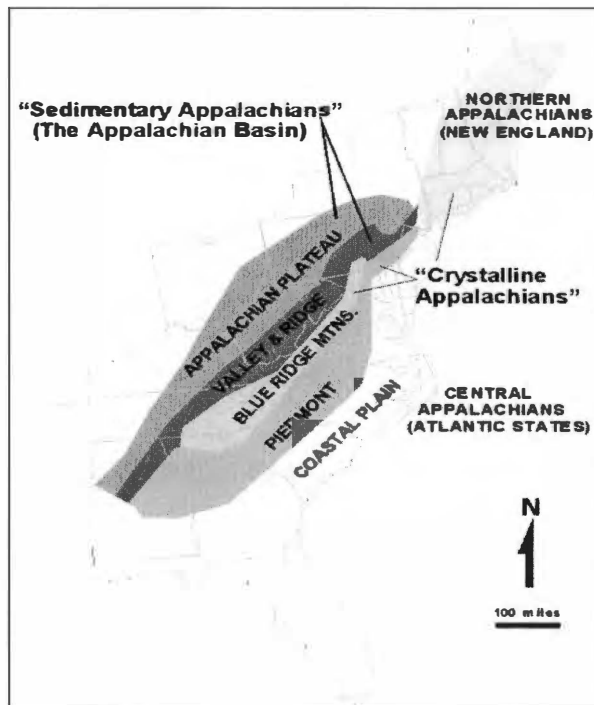 "Sedimentary Appalachians"
(The Appalachian Basin)
NORTHERN
APPALACHIANS
(NEW ENGLAND)
APPALACHIAN PLATEAU
VALLEY & RIDGE
BLUE RIDGE MTNS.
PIEDMONT
COASTAL PLAIN
"Crystalline
Appalachians"
CENTRAL
APPALACHIANS
(ATLANTIC STATES)
N
100 miles